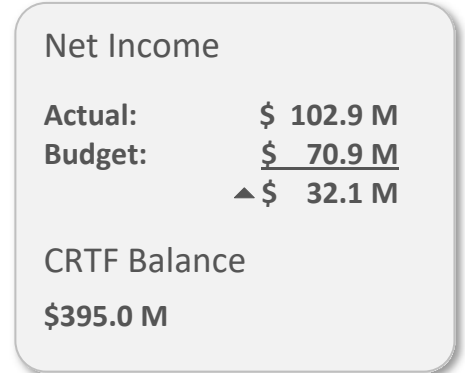 Net Income
Actual: $ 102.9 M
Budget: $ 70.9 M
▲ $ 32.1 M
CRTF Balance
$395.0 M